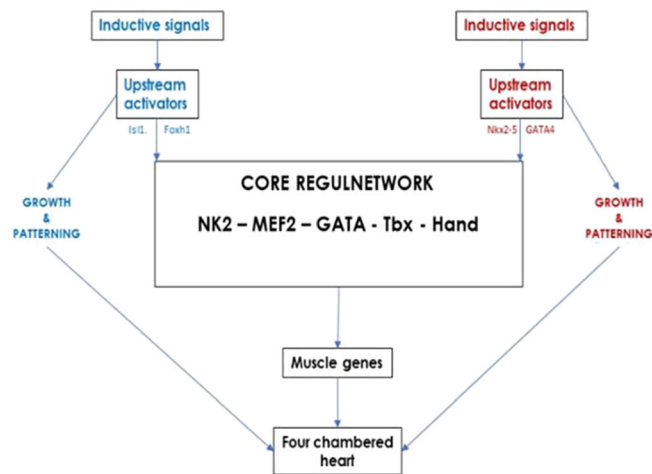 Inductive signals
Inductive signals
Upstream
activators
Upstream
activators
Isl1. Foxh1
Nkx2-5 GATA4
CORE REGULNETWORK
NK2 – MEF2 – GATA - Tbx - Hand
GROWTH
&
PATTERNING
GROWTH
&
PATTERNING
Muscle genes
Four chambered
heart